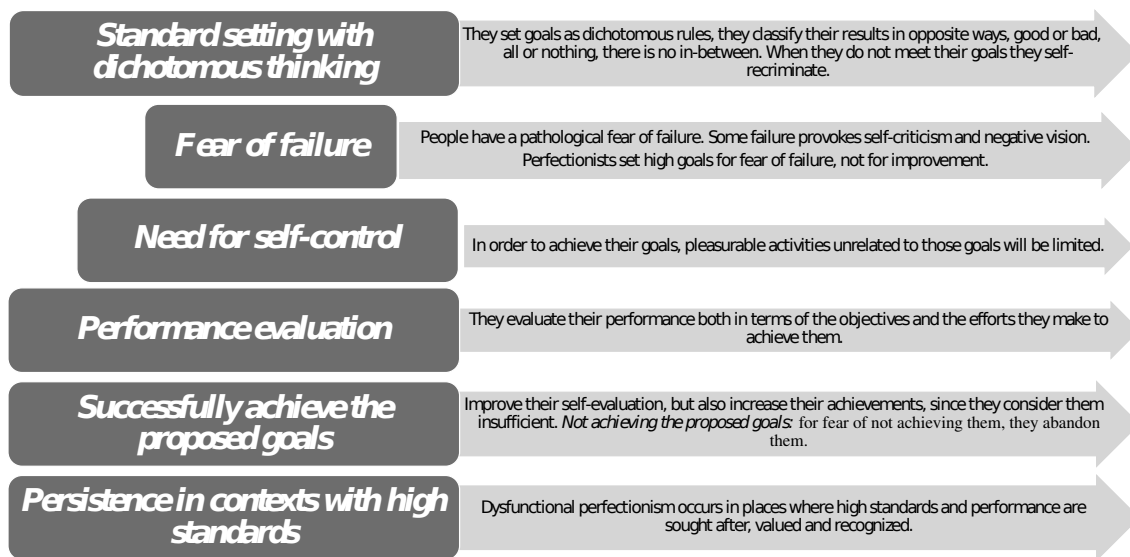 Standard setting with
dichotomous thinking
They set goals as dichotomous rules, they classify their results in opposite ways, good or bad,
all or nothing, there is no in-between. When they do not meet their goals they self-
recriminate.
Fear of failure
People have a pathological fear of failure. Some failure provokes self-criticism and negative vision.
Perfectionists set high goals for fear of failure, not for improvement.
Need for self-control
In order to achieve their goals, pleasurable activities unrelated to those goals will be limited.
Performance evaluation
They evaluate their performance both in terms of the objectives and the efforts they make to
achieve them.
Successfully achieve the
proposed goals
Improve their self-evaluation, but also increase their achievements, since they consider them
insufficient. Not achieving the proposed goals: for fear of not achieving them, they abandon
them.
Persistence in contexts with high
standards
Dysfunctional perfectionism occurs in places where high standards and performance are
sought after, valued and recognized.